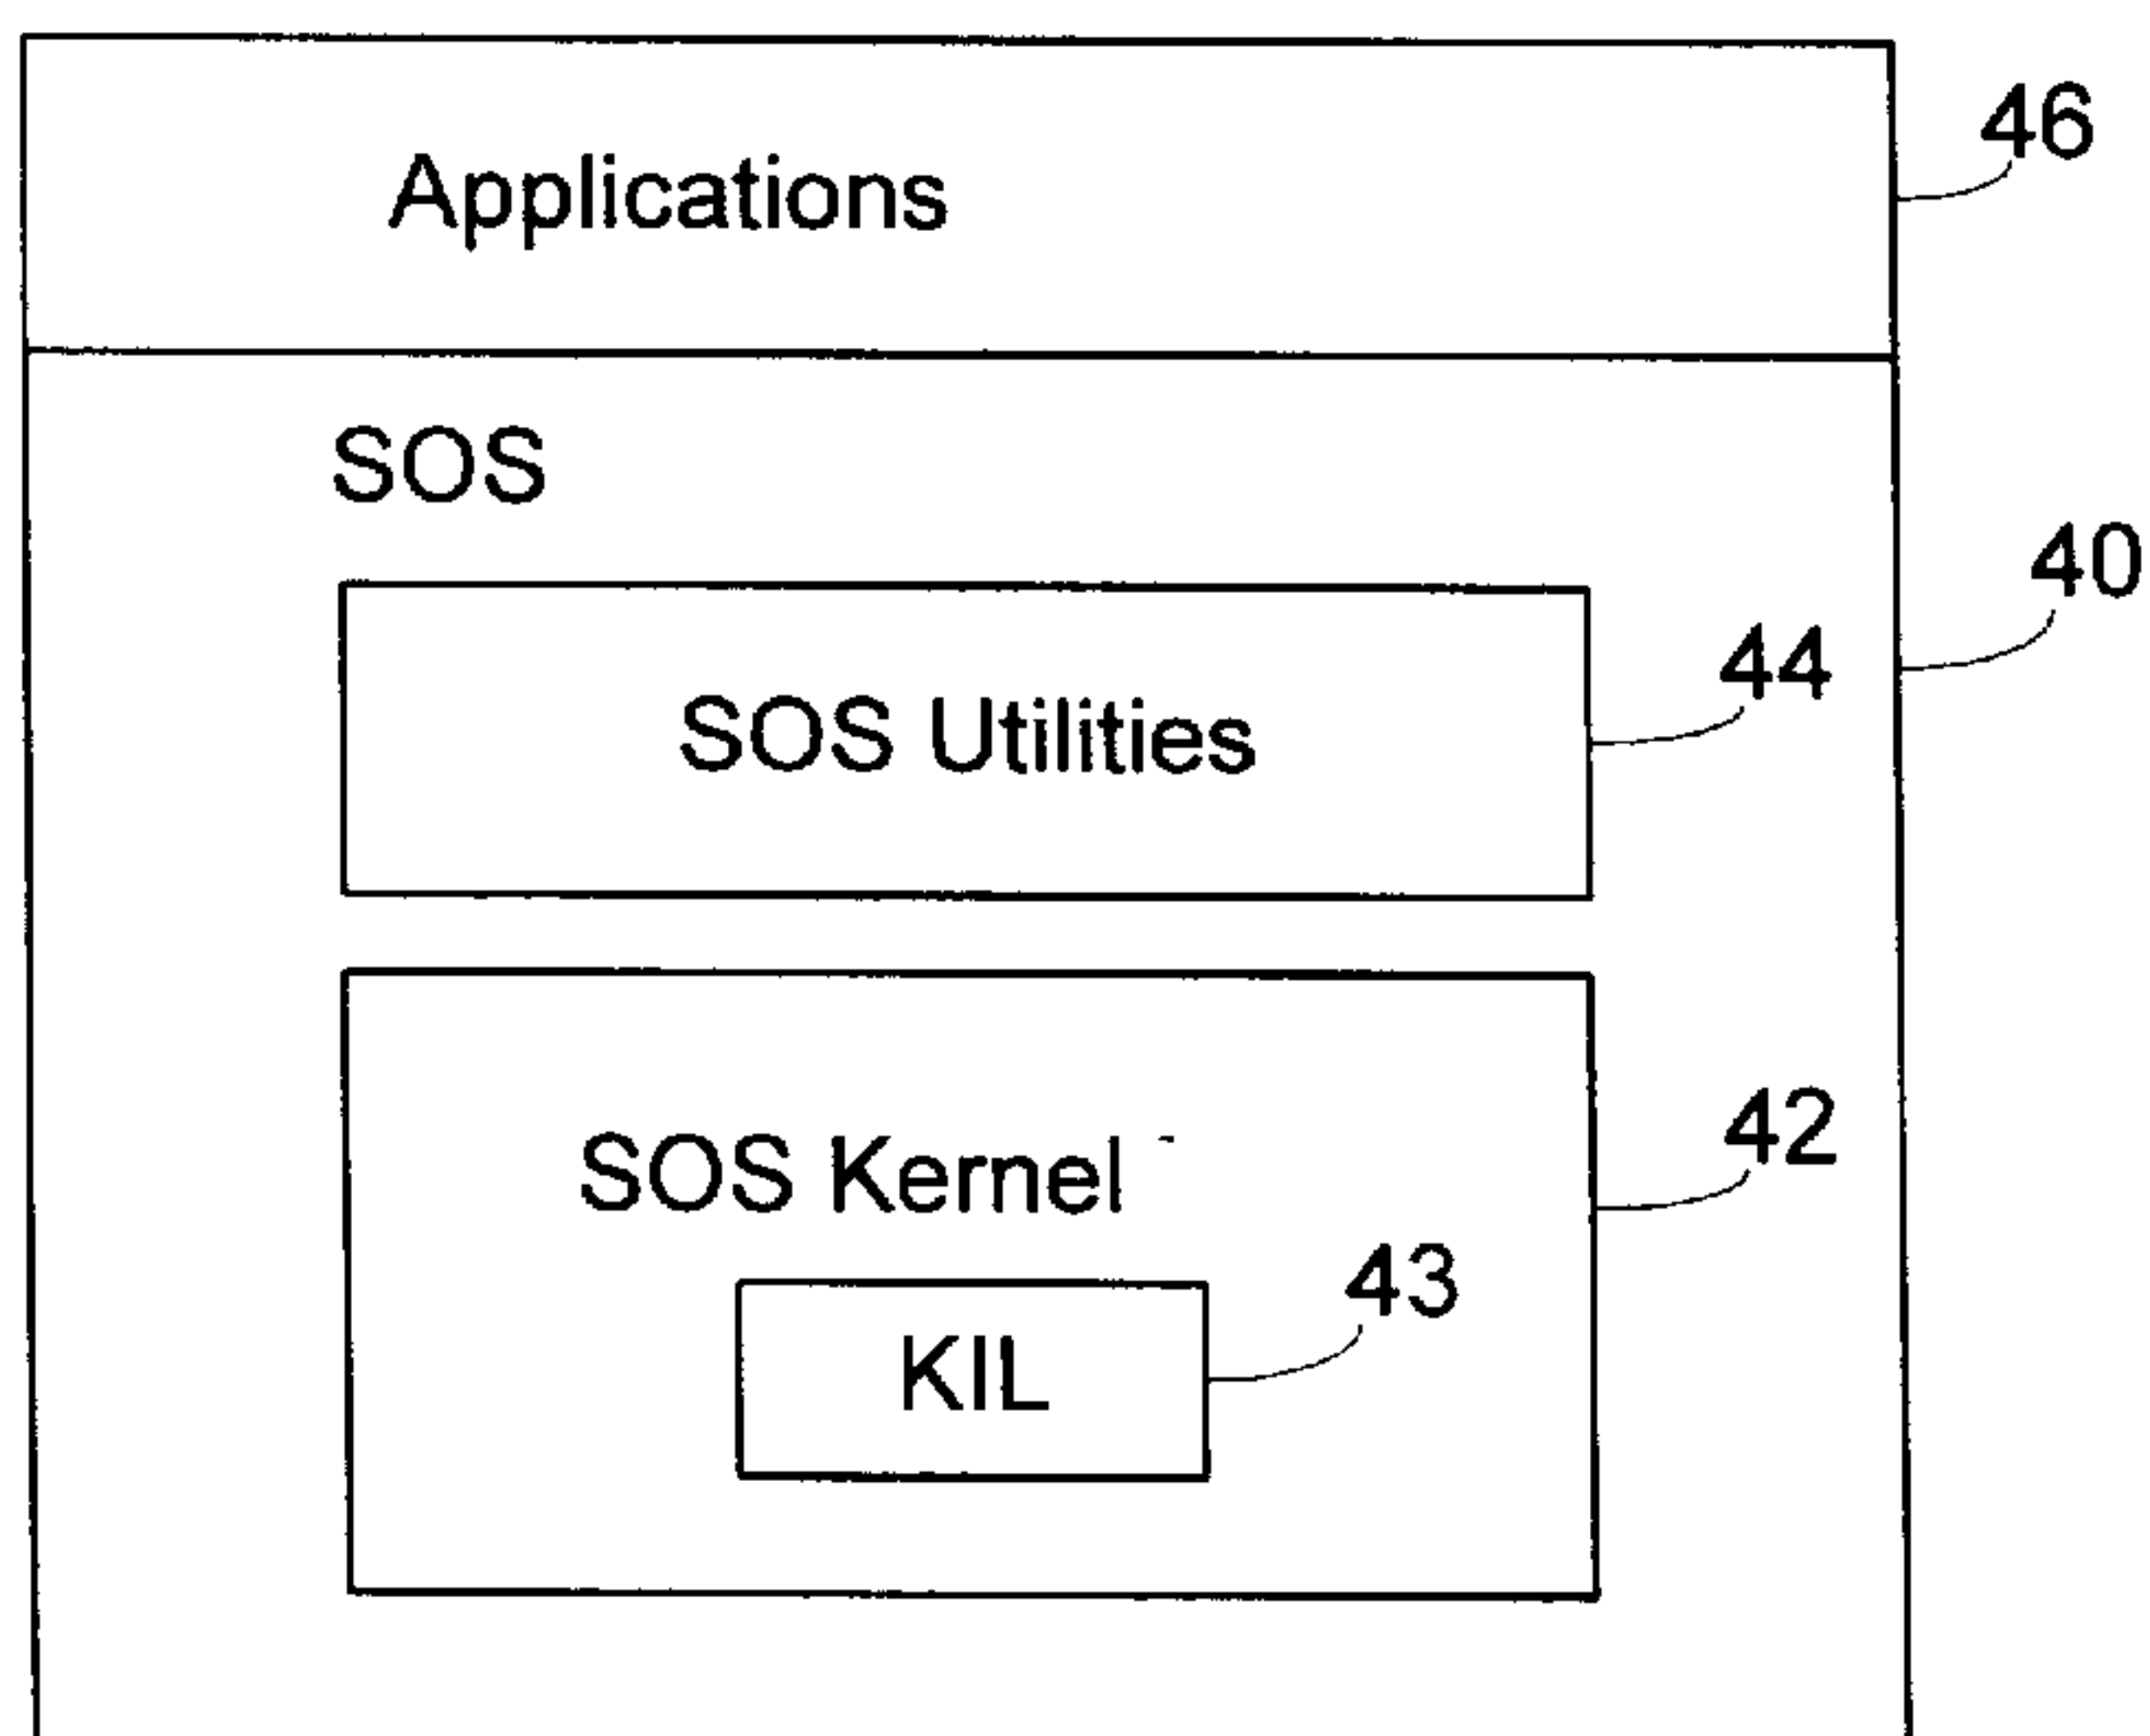 Applications
46
SOS
40
SOS Utilities
44
SOS Kernel
42
KIL
43